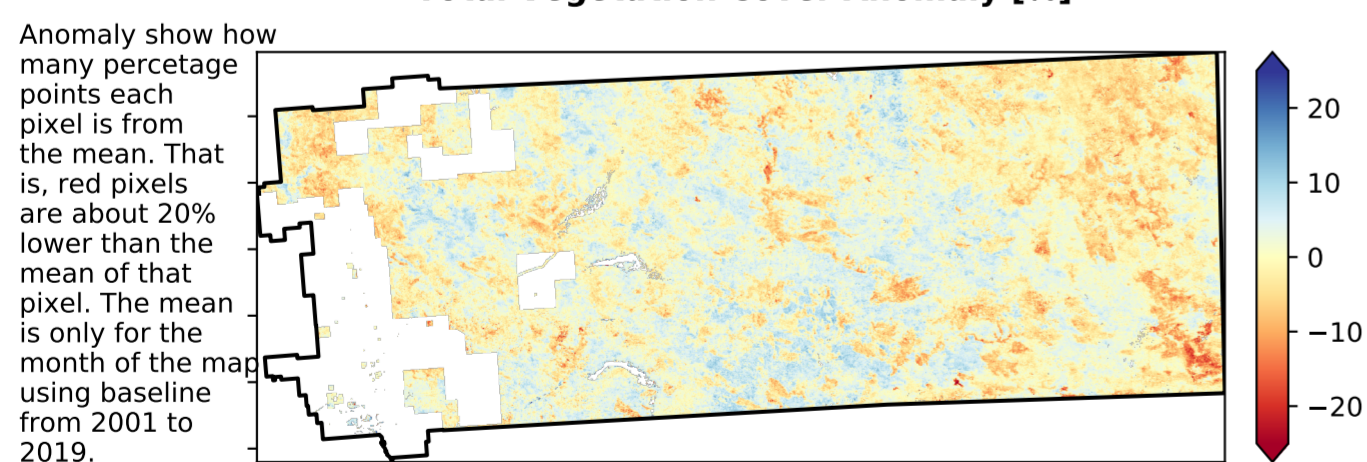 Anomaly show how
many percetage
points each
pixel is from
the mean. That
is, red pixels
are about 20%
lower than the
mean of that
pixel. The mean
is only for the
month of the map
using baseline
from 2001 to
2019.
20
10
0
−10
−20